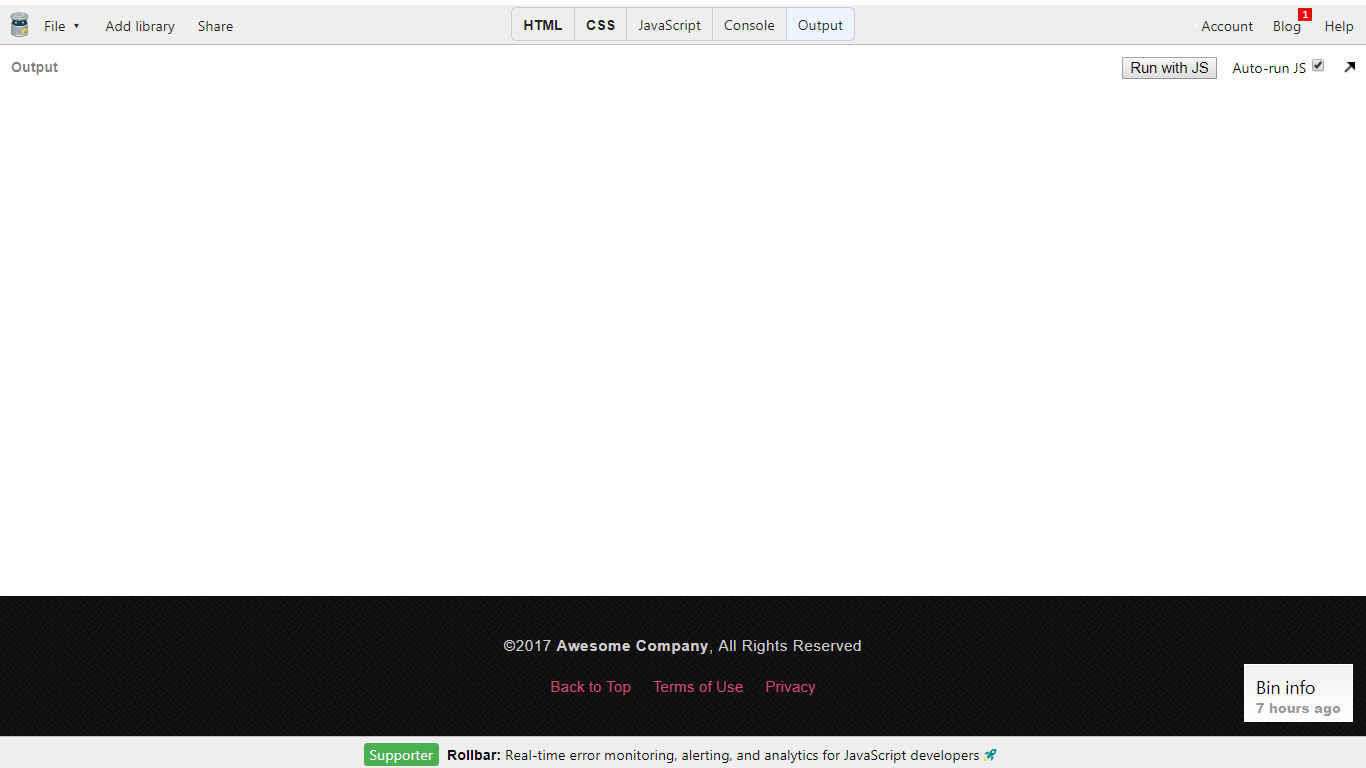 File ▾ Add library Share HTML CSS JavaScript Console Output Account Blog 1 Help
Output Run with JS Auto-run JS
©2017 Awesome Company, All Rights Reserved
Back to Top Terms of Use Privacy
Bin info
7 hours ago
Supporter Rollbar: Real-time error monitoring, alerting, and analytics for JavaScript developers 🚀